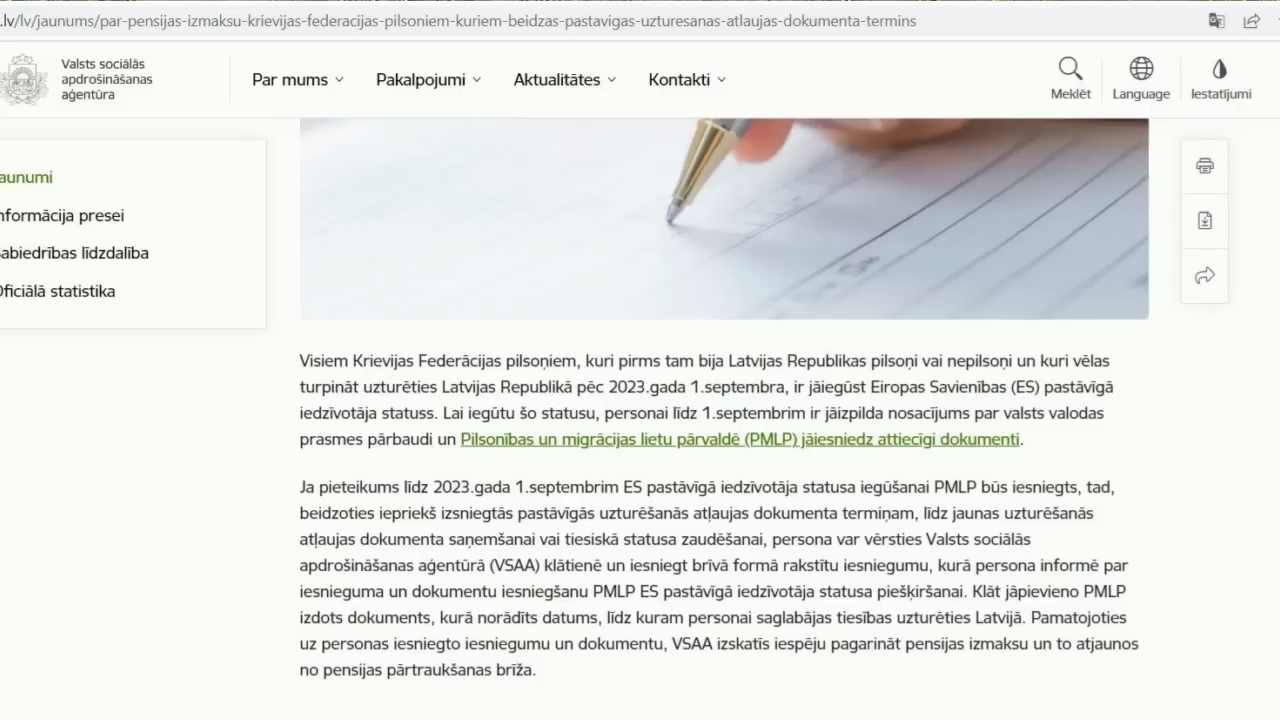 .lv/lv/jaunums/par-pensijas-izmaksu-krievijas-federacijas-pilsoniem-kuriem-beidzas-pastavigas-uzturesanas-atlaujas-dokumenta-termins
Valsts sociālās
apdrošināšanas
aģentūra
Par mums
Pakalpojumi
Aktualitātes
Kontakti
Meklēt
Language
Iestatījumi
aunumi
nformācija presei
abiedrības līdzdalība
Oficiālā statistika
Visiem Krievijas Federācijas pilsoņiem, kuri pirms tam bija Latvijas Republikas pilsoņi vai nepilsoņi un kuri vēlas
turpināt uzturēties Latvijas Republikā pēc 2023.gada 1.septembra, ir jāiegūst Eiropas Savienības (ES) pastāvīgā
iedzīvotāja statuss. Lai iegūtu šo statusu, personai līdz 1.septembrim ir jāizpilda nosacījums par valsts valodas
prasmes pārbaudi un Pilsonības un migrācijas lietu pārvaldē (PMLP) jāiesniedz attiecīgi dokumenti.
Ja pieteikums līdz 2023.gada 1.septembrim ES pastāvīgā iedzīvotāja statusa iegūšanai PMLP būs iesniegts, tad,
beidzoties iepriekš izsniegtās pastāvīgās uzturēšanās atļaujas dokumenta termiņam, līdz jaunas uzturēšanās
atļaujas dokumenta saņemšanai vai tiesiskā statusa zaudēšanai, persona var vērsties Valsts sociālās
apdrošināšanas aģentūrā (VSAA) klātienē un iesniegt brīvā formā rakstītu iesniegumu, kurā persona informē par
iesnieguma un dokumentu iesniegšanu PMLP ES pastāvīgā iedzīvotāja statusa piešķiršanai. Klāt jāpievieno PMLP
izdots dokuments, kurā norādīts datums, līdz kuram personai saglabājas tiesības uzturēties Latvijā. Pamatojoties
uz personas iesniegto iesniegumu un dokumentu, VSAA izskatīs iespēju pagarināt pensijas izmaksu un to atjaunos
no pensijas pārtraukšanas brīža.